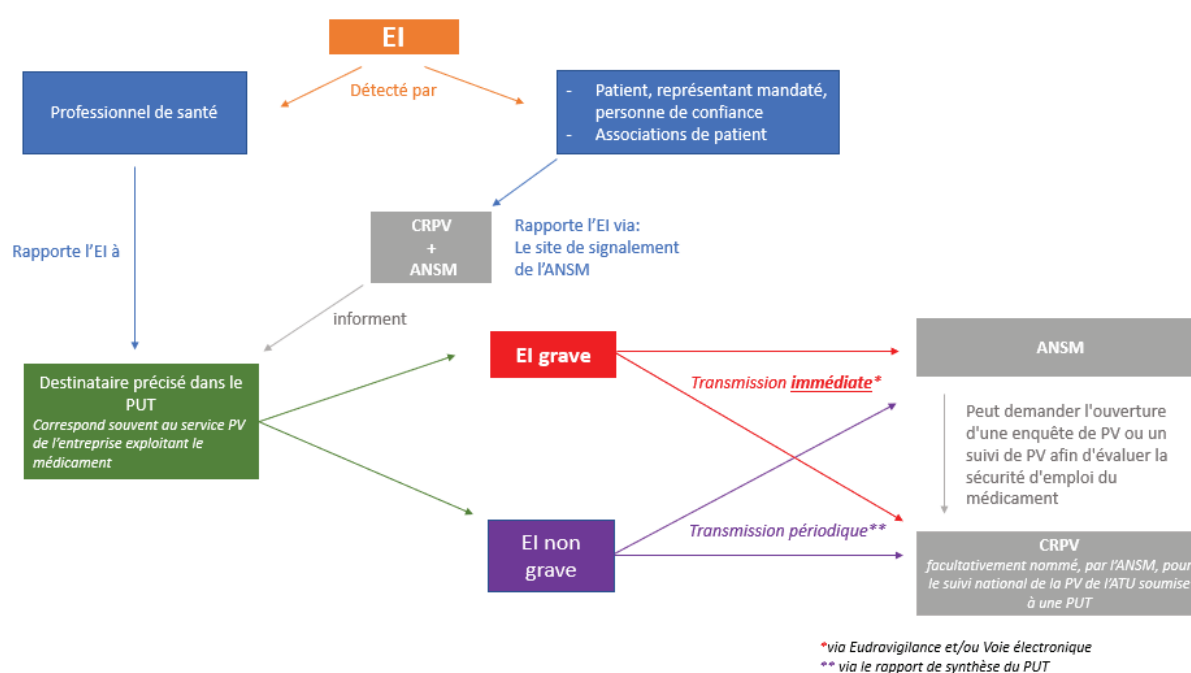 EI
Détecté par
Professionnel de santé
- Patient, représentant mandaté,
personne de confiance
- Associations de patient
Rapporte l'EI à
CRPV
+
ANSM
Rapporte l'EI via:
Le site de signalement
de l'ANSM
informent
Destinataire précisé dans le
PUT
Correspond souvent au service PV
de l'entreprise exploitant le
médicament
EI grave
Transmission immédiate*
ANSM
Peut demander l'ouverture
d'une enquête de PV ou un
suivi de PV afin d'évaluer la
sécurité d'emploi du
médicament
EI non
grave
Transmission périodique**
CRPV
facultativement nommé, par l'ANSM, pour
le suivi national de la PV de l'ATU soumise
à une PUT
*via Eudravigilance et/ou Voie électronique
** via le rapport de synthèse du PUT